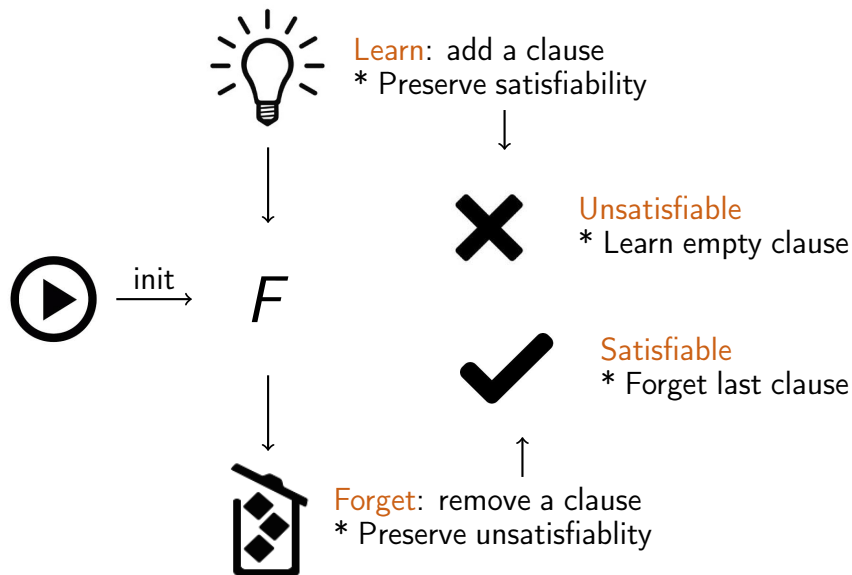 Learn: add a clause
* Preserve satisfiability
Unsatisfiable
* Learn empty clause
init
F
Satisfiable
* Forget last clause
Forget: remove a clause
* Preserve unsatisfiablity